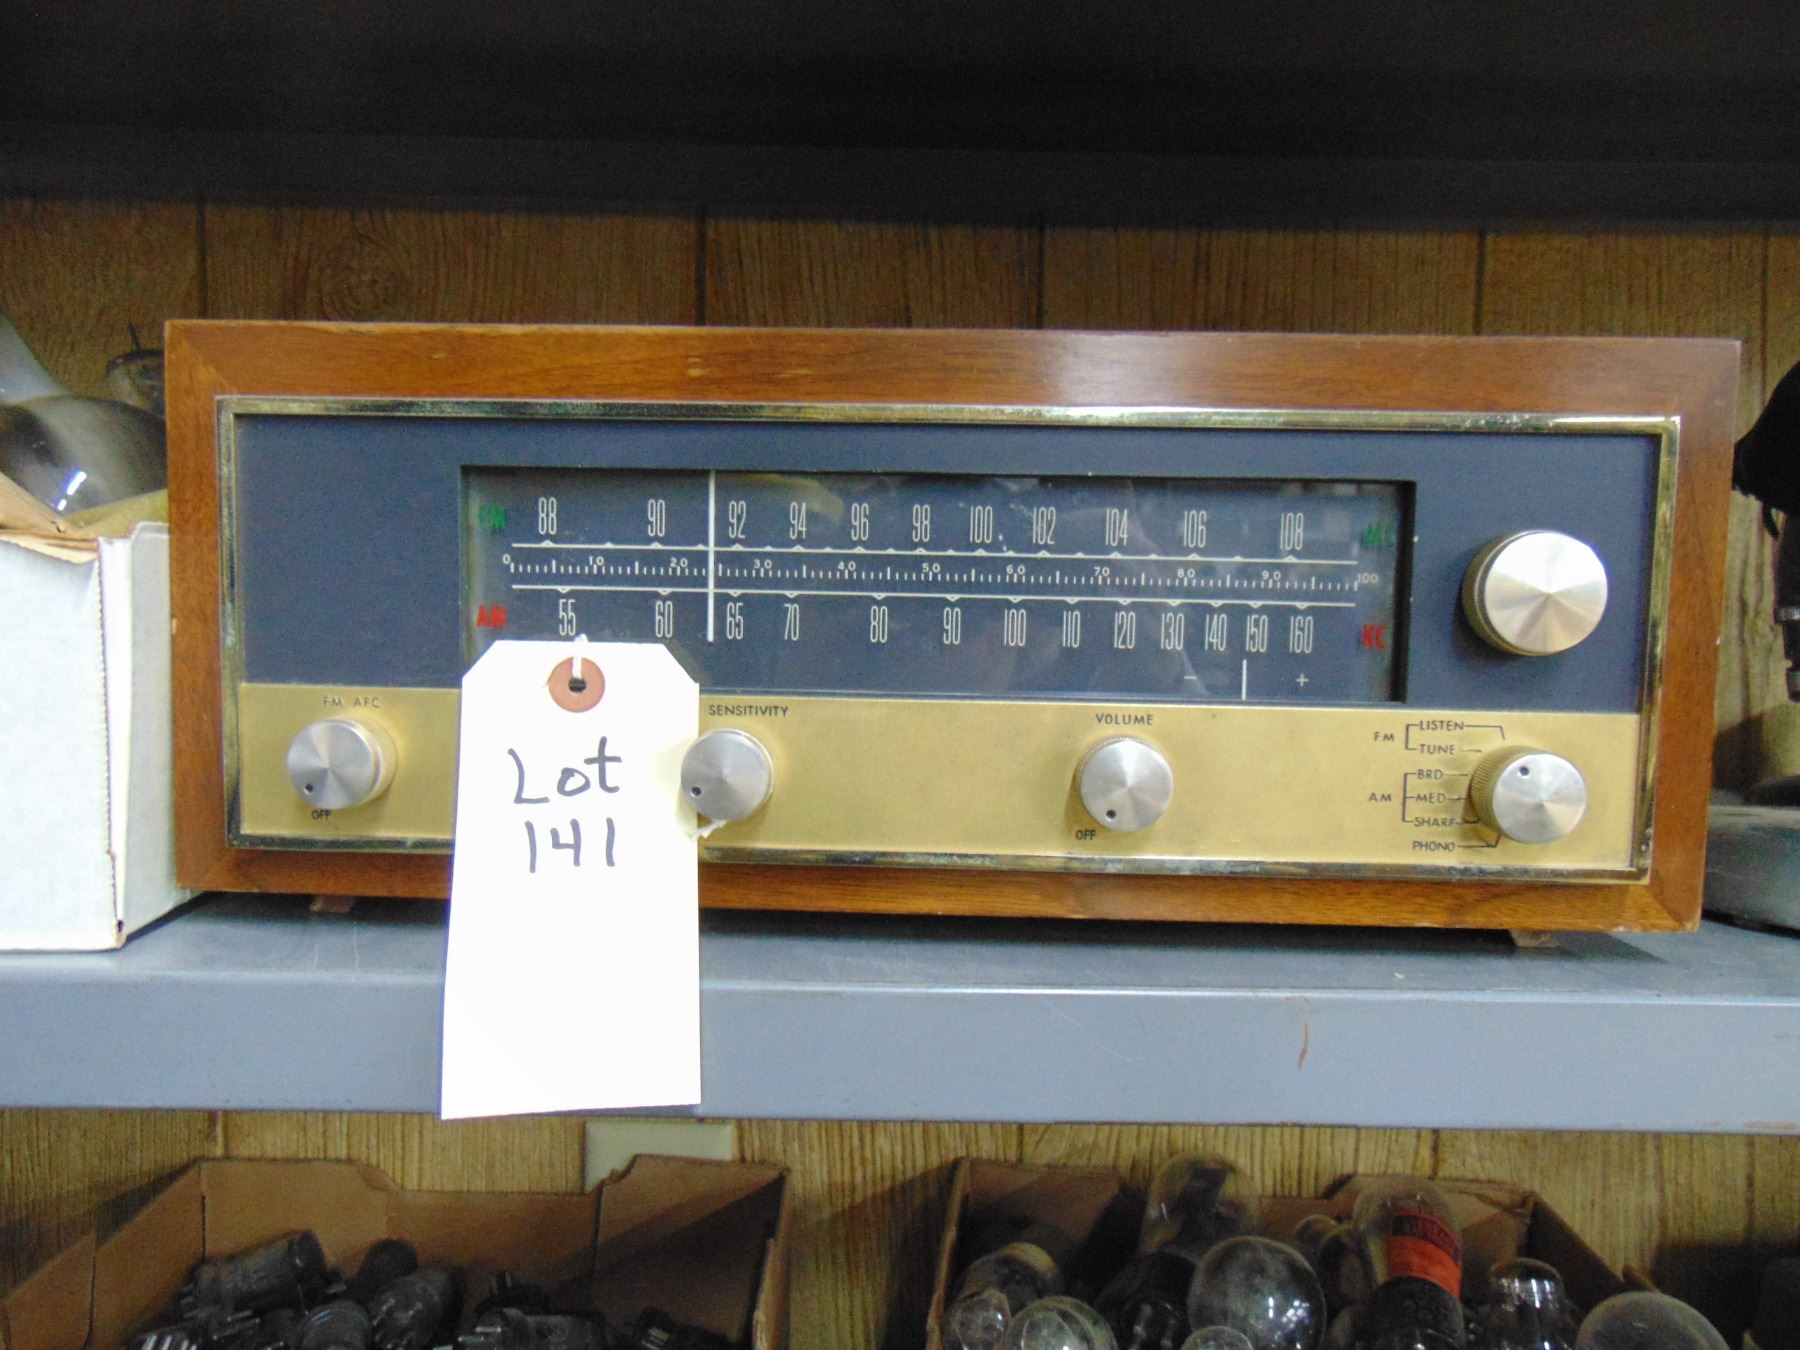 FM 88 90 92 94 96 98 100 102 104 106 108 MC
0 10 20 30 40 50 60 70 80 90 100
AM 55 60 65 70 80 90 100 110 120 130 140 150 160 KC
- +
FM AFC
OFF
SENSITIVITY
VOLUME
OFF
FM
LISTEN
TUNE
AM
BRD
MED
SHARP
PHONO
Lot
141